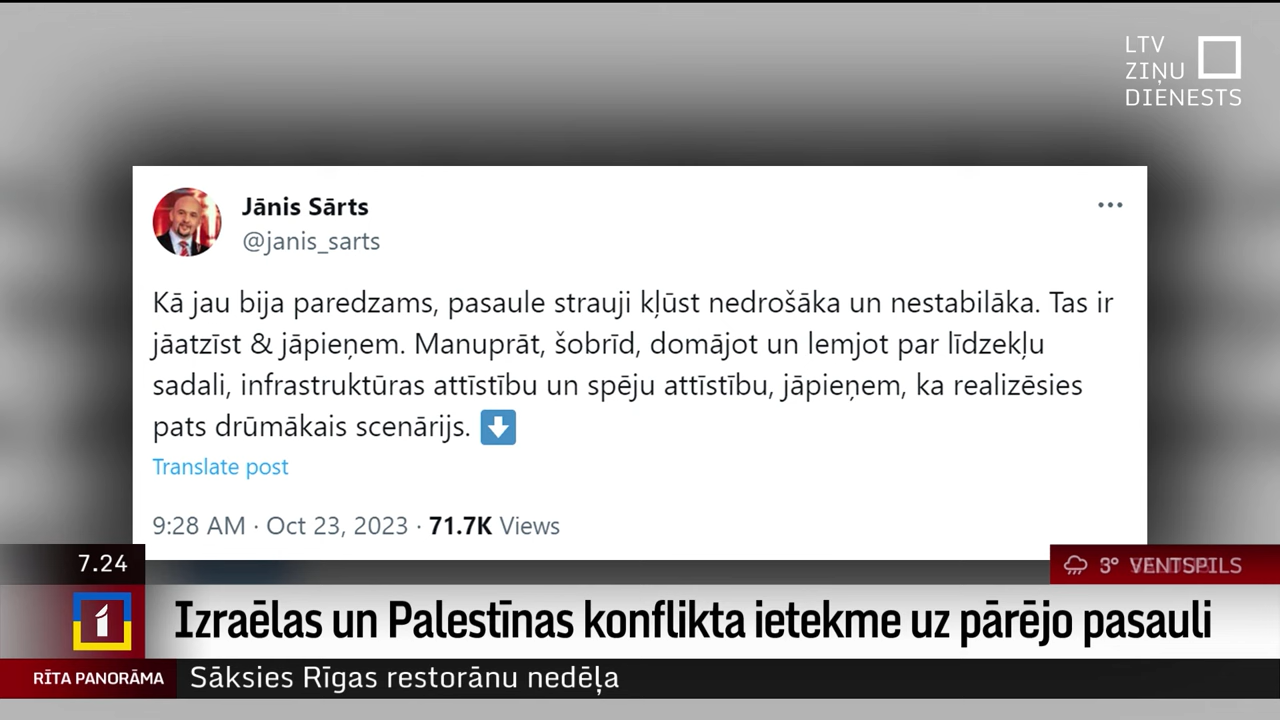 LTV
ZIŅU
DIENESTS
Jānis Sārts
@janis_sarts
Kā jau bija paredzams, pasaule strauji kļūst nedrošāka un nestabilāka. Tas ir
jāatzīst & jāpieņem. Manuprāt, šobrīd, domājot un lemjot par līdzekļu
sadali, infrastruktūras attīstību un spēju attīstību, jāpieņem, ka realizēsies
pats drūmākais scenārijs.
Translate post
9:28 AM · Oct 23, 2023 · 71.7K Views
7.24
3° VENTSPILS
1
Izraēlas un Palestīnas konflikta ietekme uz pārējo pasauli
RĪTA PANORĀMA
Sāksies Rīgas restorānu nedēļa